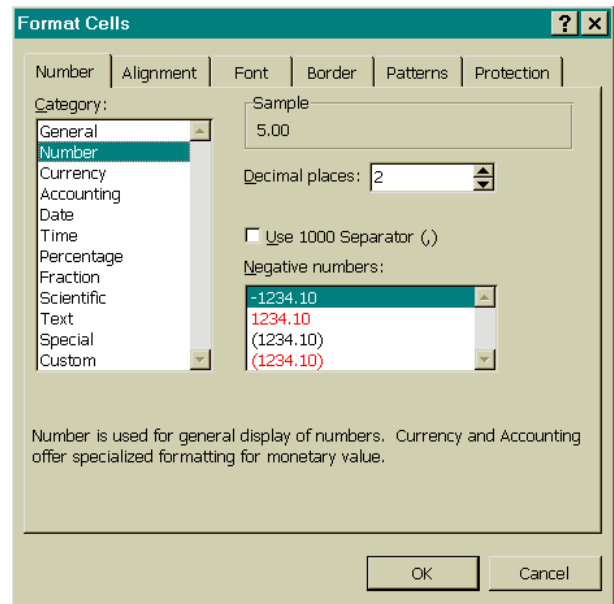 Format Cells
? ×
Number Alignment Font Border Patterns Protection
Category:
General
Number
Currency
Accounting
Date
Time
Percentage
Fraction
Scientific
Text
Special
Custom
Sample
5.00
Decimal places: 2
Use 1000 Separator (,)
Negative numbers:
-1234.10
1234.10
(1234.10)
(1234.10)
Number is used for general display of numbers. Currency and Accounting
offer specialized formatting for monetary value.
OK Cancel